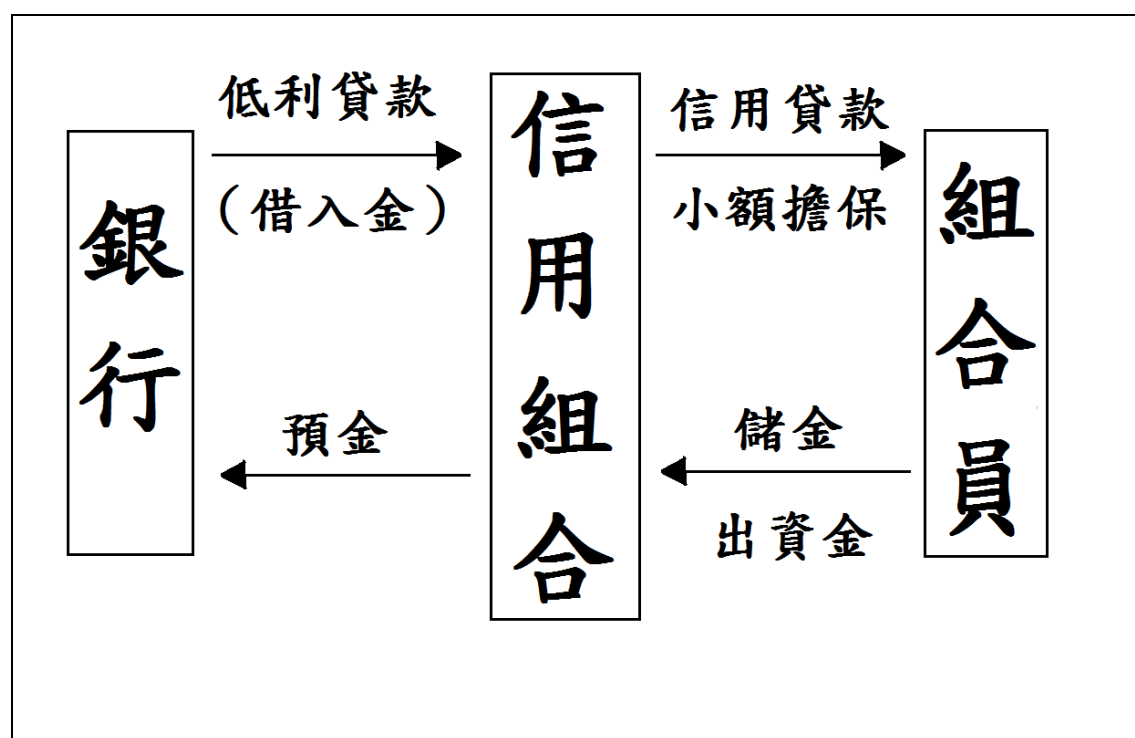 銀行
低利貸款
（借入金）
預金
信用組合
信用貸款
小額擔保
儲金
出資金
組合員